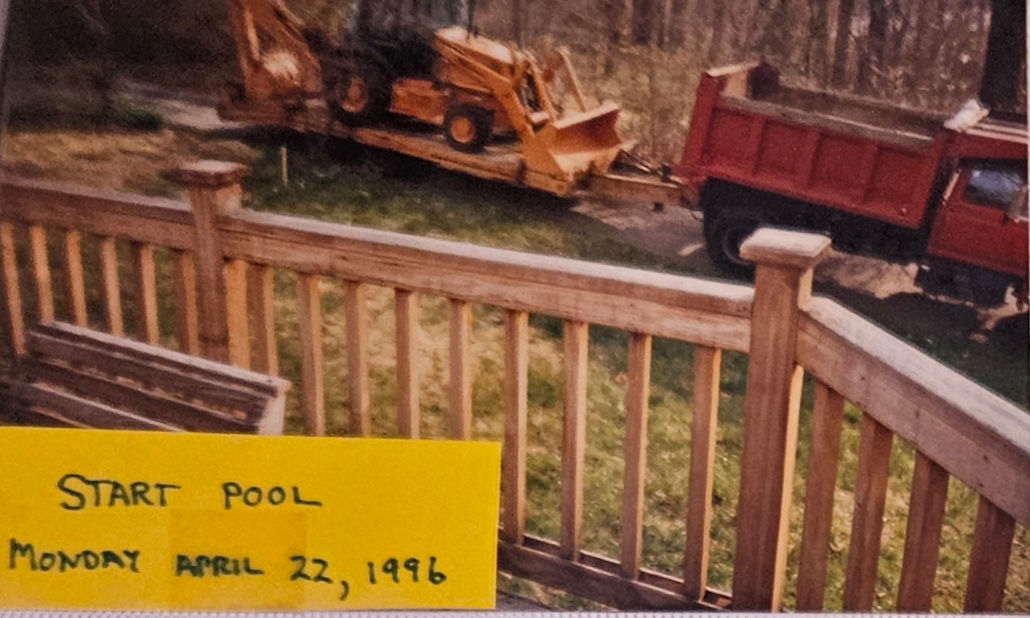 START POOL
MONDAY APRIL 22, 1996